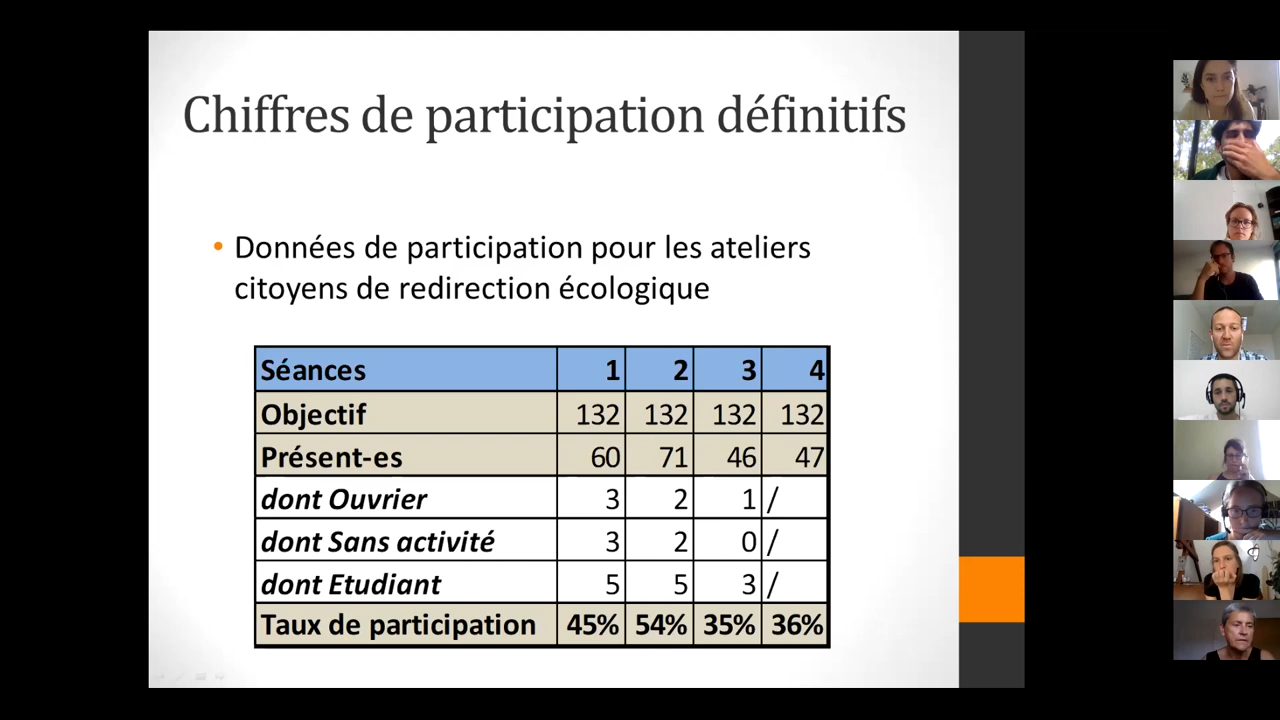 Chiffres de participation définitifs
• Données de participation pour les ateliers
citoyens de redirection écologique
Séances 1 2 3 4
Objectif 132 132 132 132
Présent-es 60 71 46 47
dont Ouvrier 3 2 1 /
dont Sans activité 3 2 0 /
dont Etudiant 5 5 3 /
Taux de participation 45% 54% 35% 36%